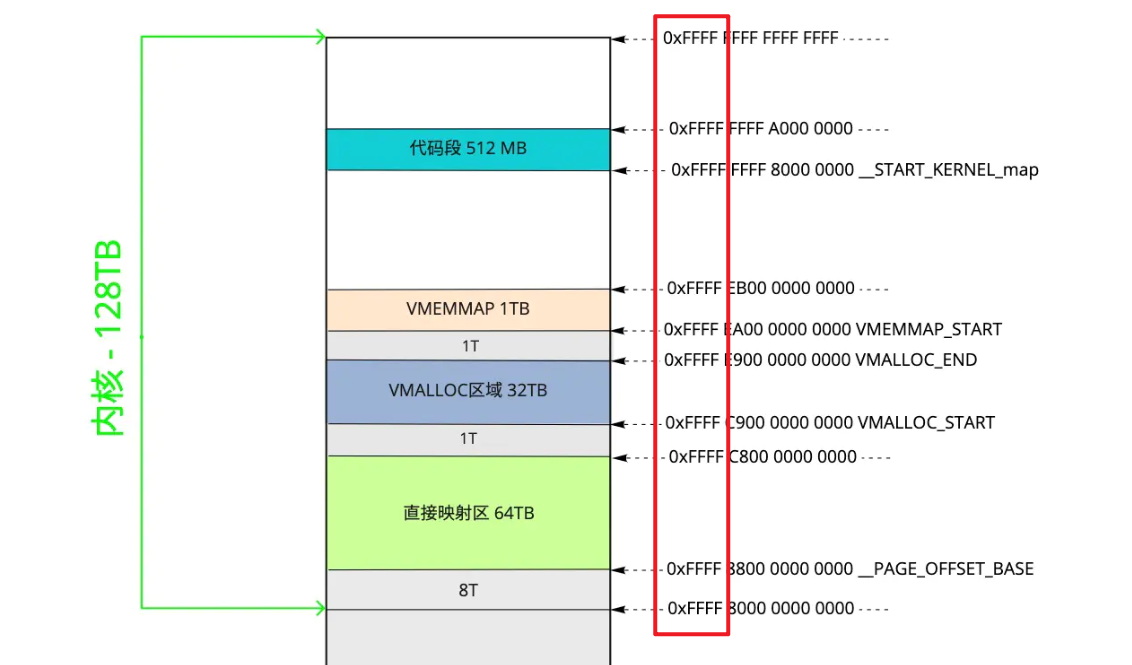 0xFFFF FFFF FFFF FFFF
0xFFFF FFFF A000 0000
代码段 512 MB
0xFFFF FFFF 8000 0000 __START_KERNEL_map
内核 - 128TB
0xFFFF EB00 0000 0000
VMEMMAP 1TB
0xFFFF EA00 0000 0000 VMEMMAP_START
1T
0xFFFF E900 0000 0000 VMALLOC_END
VMALLOC区域 32TB
0xFFFF C900 0000 0000 VMALLOC_START
1T
0xFFFF C800 0000 0000
直接映射区 64TB
0xFFFF 8800 0000 0000 __PAGE_OFFSET_BASE
8T
0xFFFF 8000 0000 0000